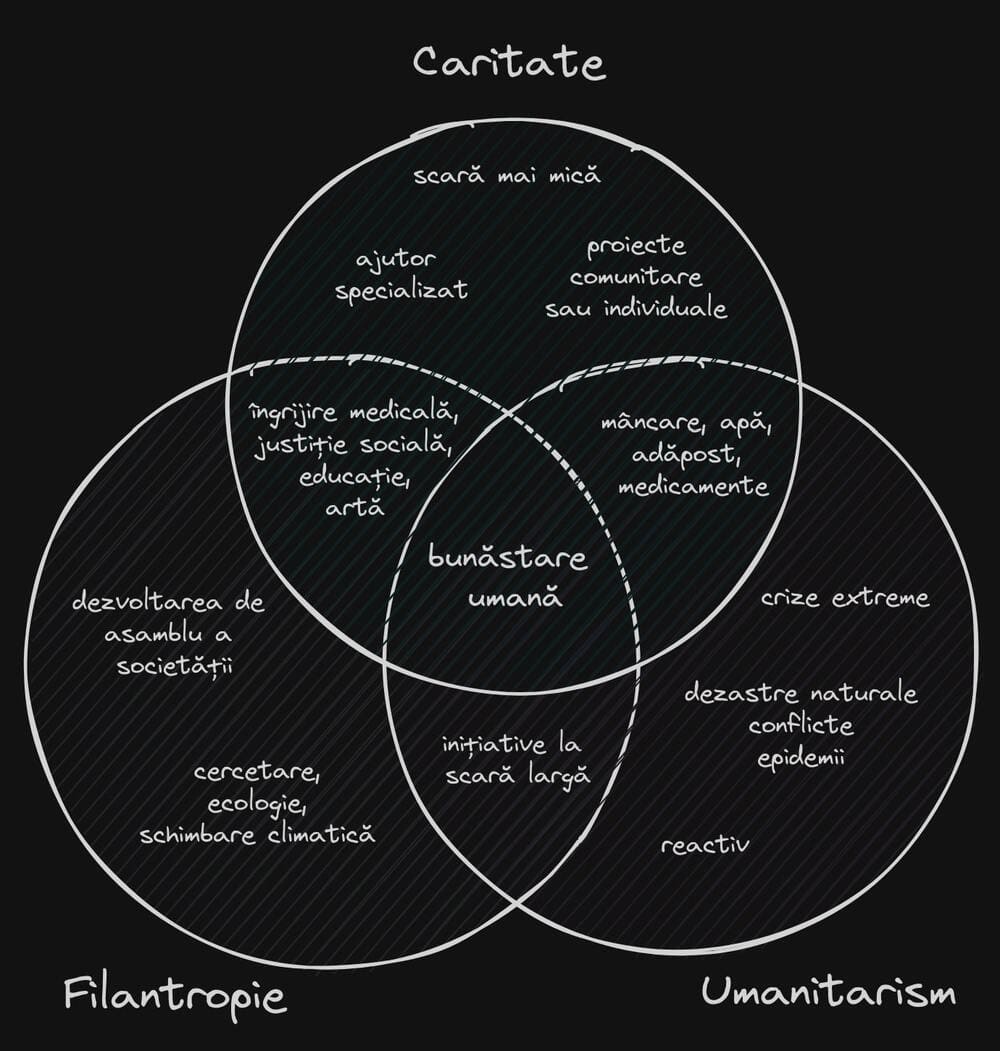 Caritate
scară mai mică
ajutor
specializat
proiecte
comunitare
sau individuale
îngrijire medicală,
justiție socială,
educație,
artă
mâncare, apă,
adăpost,
medicamente
bunăstare
umană
dezvoltarea de
asamblu a
societății
cercetare,
ecologie,
schimbare climatică
inițiative la
scară largă
crize extreme
dezastre naturale
conflicte
epidemii
reactiv
Filantropie
Umanitarism